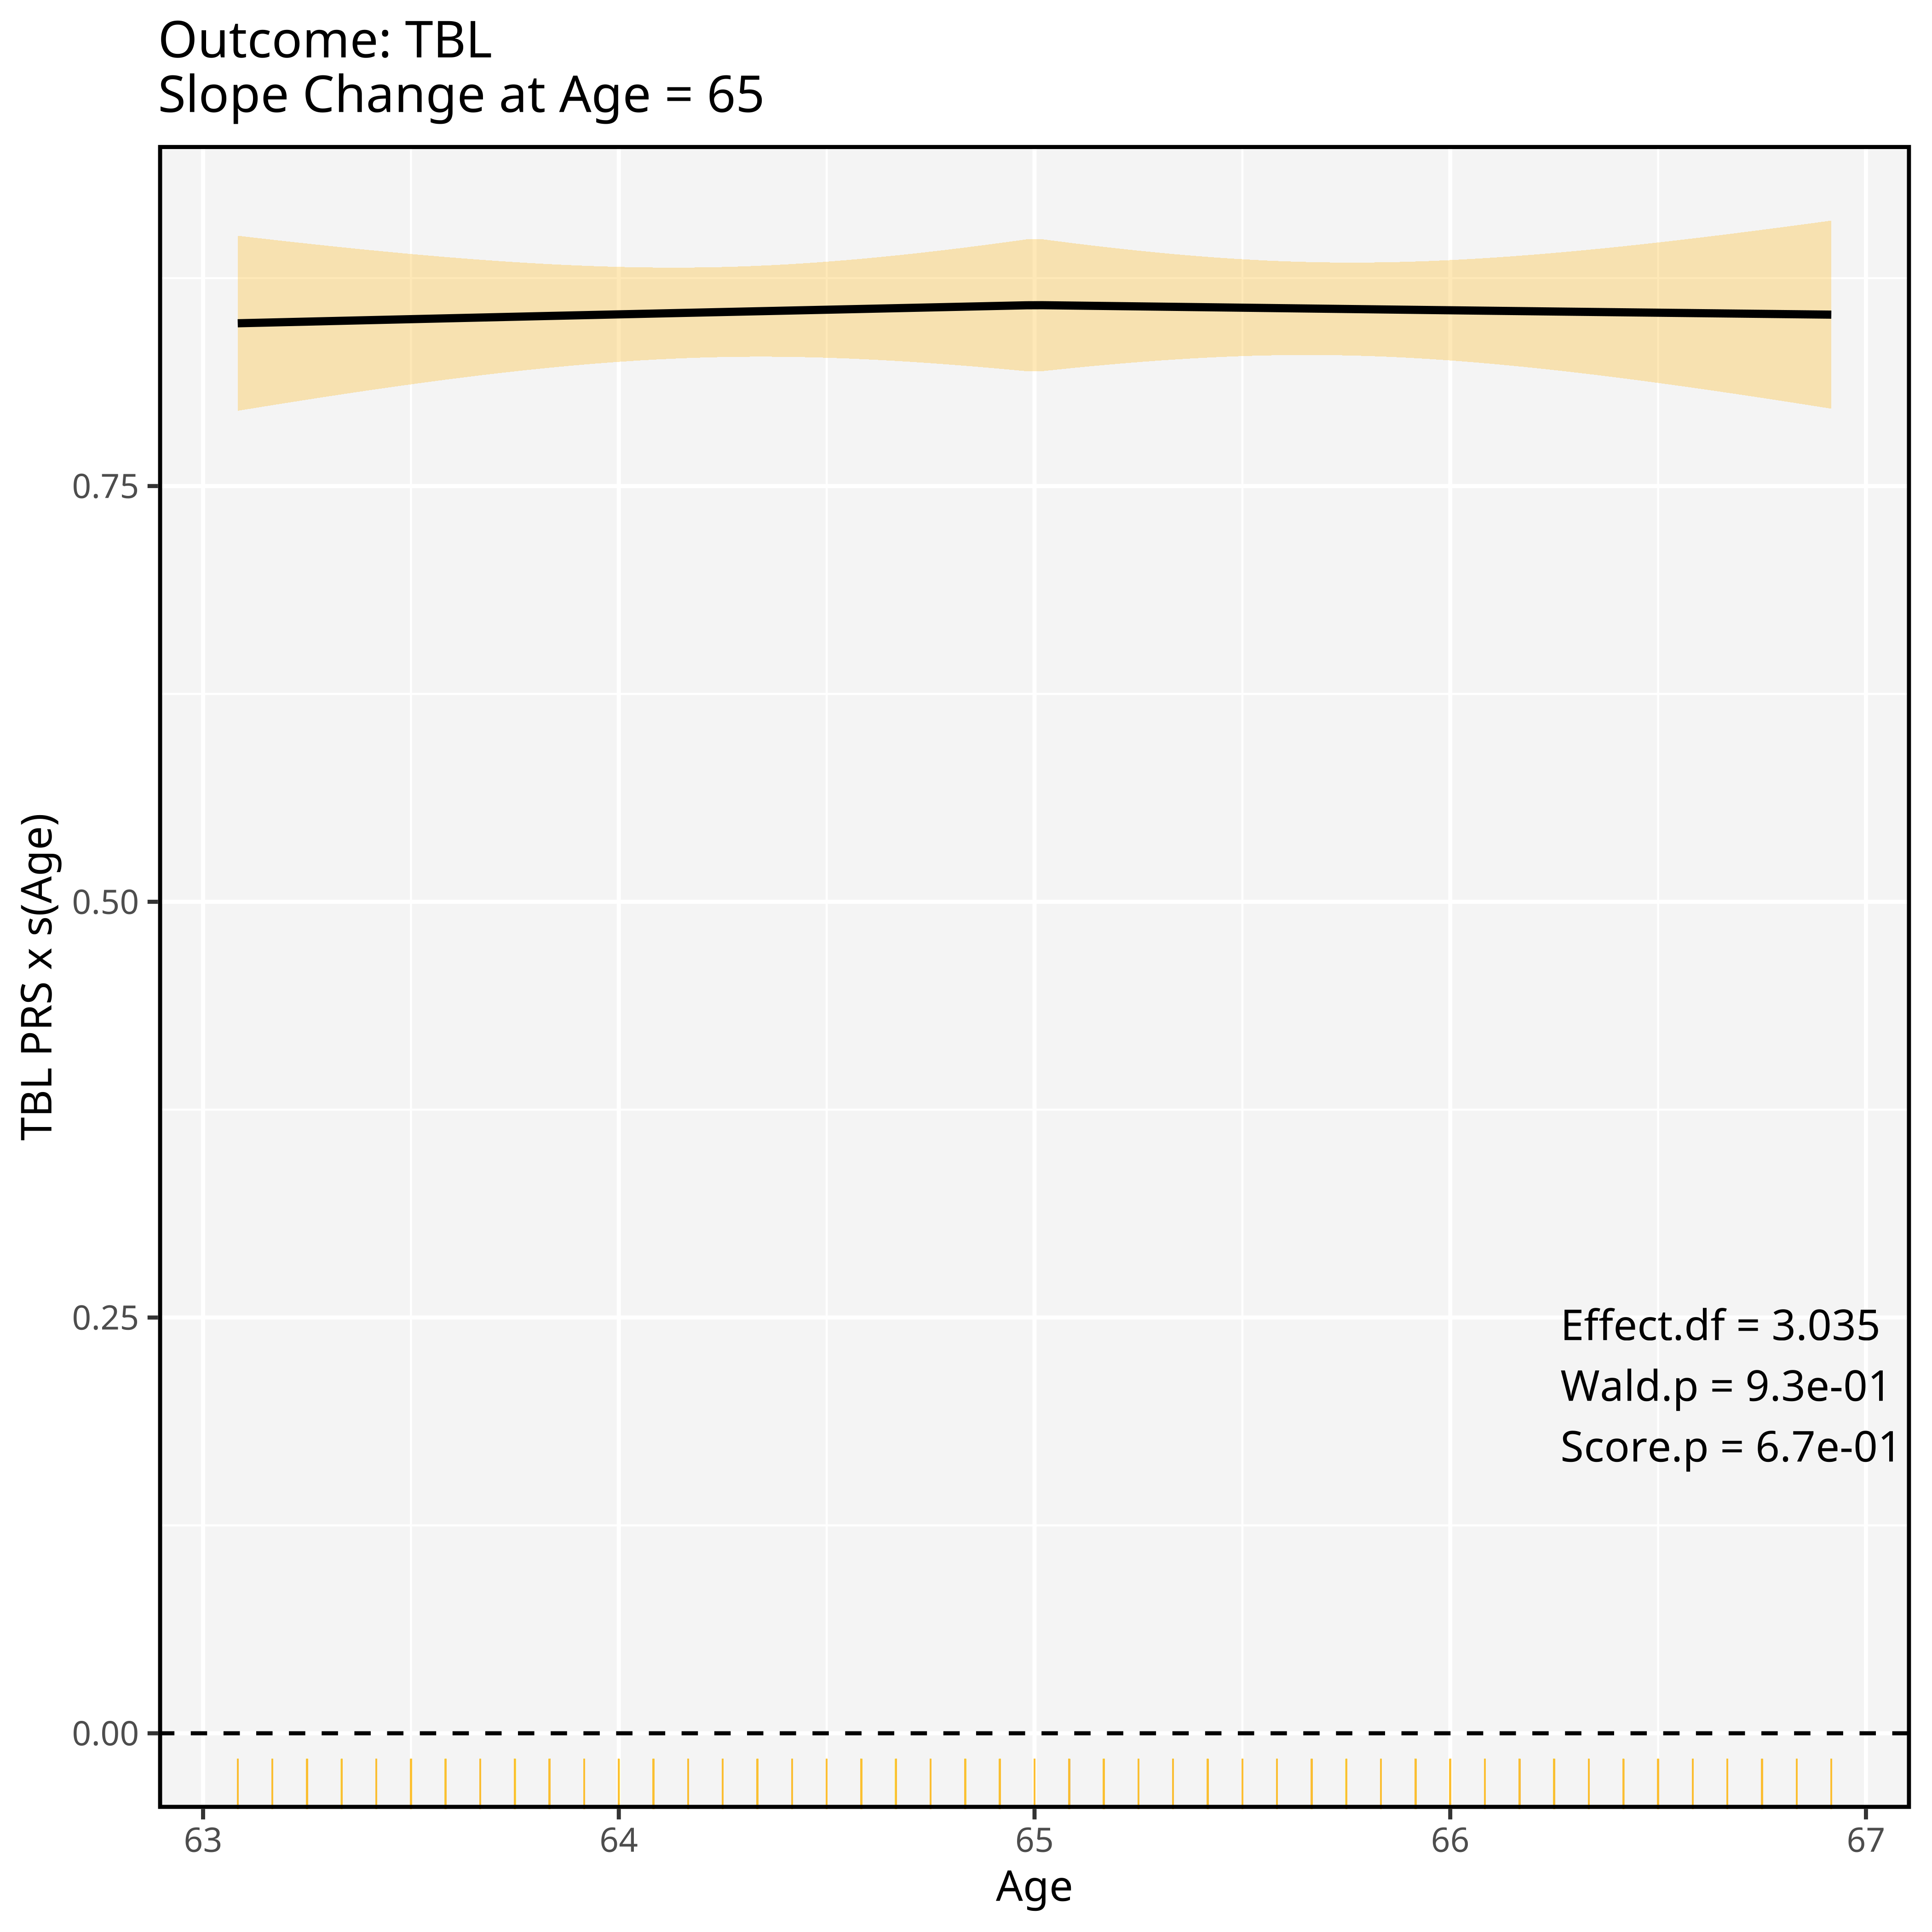 Outcome: TBL
Slope Change at Age = 65
TBL PRS x s(Age)
0.75
0.50
0.25
0.00
Effect.df = 3.035
Wald.p = 9.3e-01
Score.p = 6.7e-01
63
64
65
66
67
Age